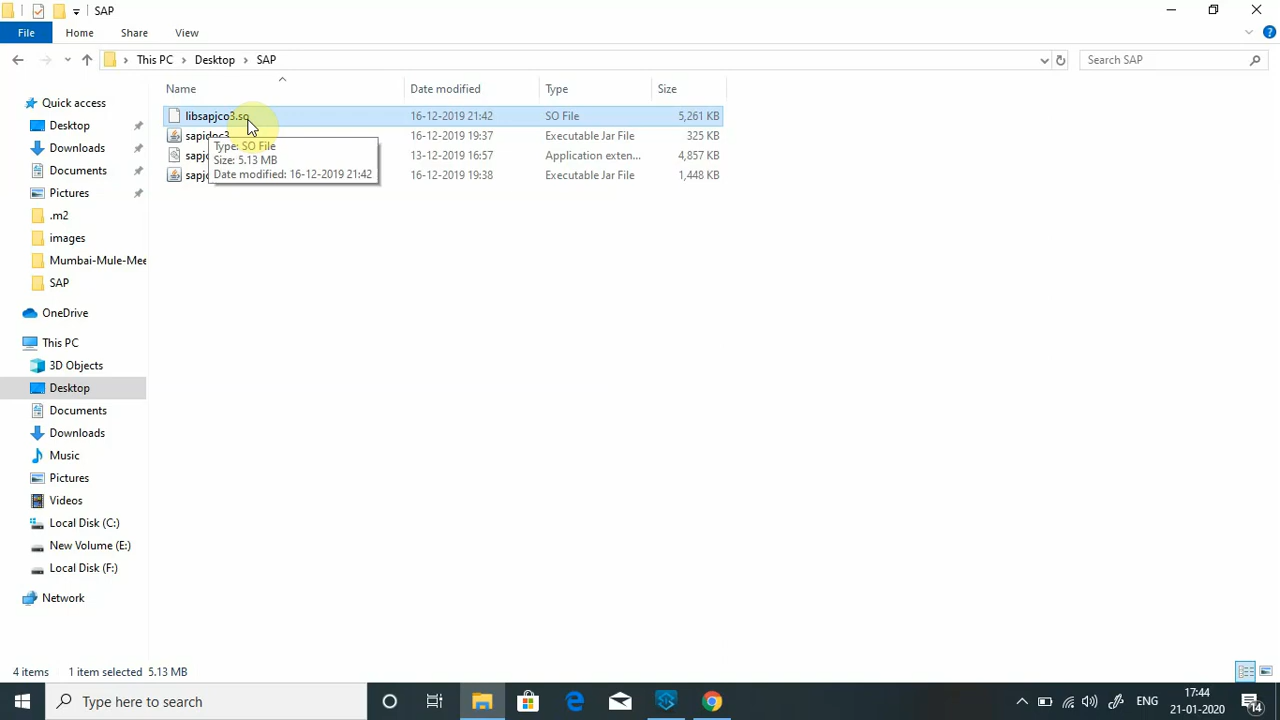 SAP
File
Home
Share
View
This PC
Desktop
SAP
Search SAP
Name
Date modified
Type
Size
Quick access
Desktop
Downloads
Documents
Pictures
.m2
images
Mumbai-Mule-Mee
SAP
OneDrive
This PC
3D Objects
Desktop
Documents
Downloads
Music
Pictures
Videos
Local Disk (C:)
New Volume (E:)
Local Disk (F:)
Network
libsapjco3.so 16-12-2019 21:42 SO File 5,261 KB
sapidoc3 16-12-2019 19:37 Executable Jar File 325 KB
13-12-2019 16:57 Application exten... 4,857 KB
16-12-2019 19:38 Executable Jar File 1,448 KB
Type: SO File
Size: 5.13 MB
Date modified: 16-12-2019 21:42
4 items 1 item selected 5.13 MB
Type here to search
ENG
17:44
21-01-2020
14